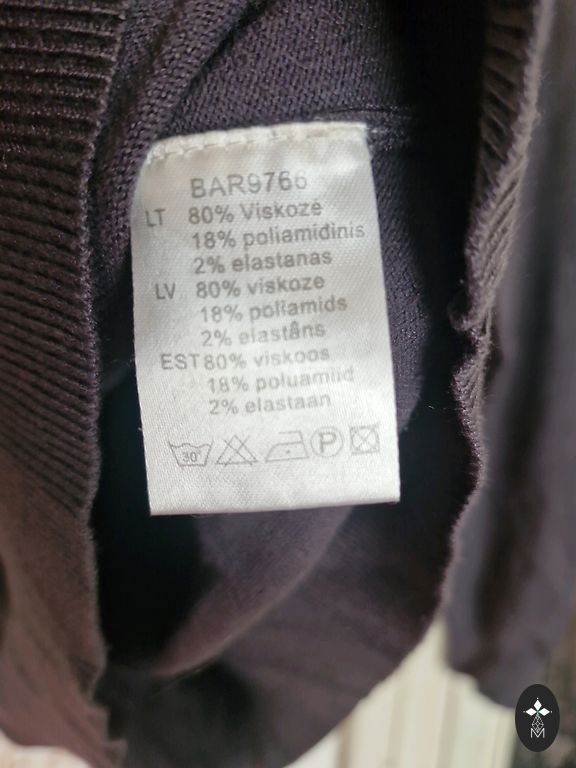 BAR9766
LT 80% Viskozė
18% poliamidinis
2% elastanas
LV 80% viskoze
18% poliamids
2% elastāns
EST 80% viskoos
18% poluamiid
2% elastaan
30°
P
M